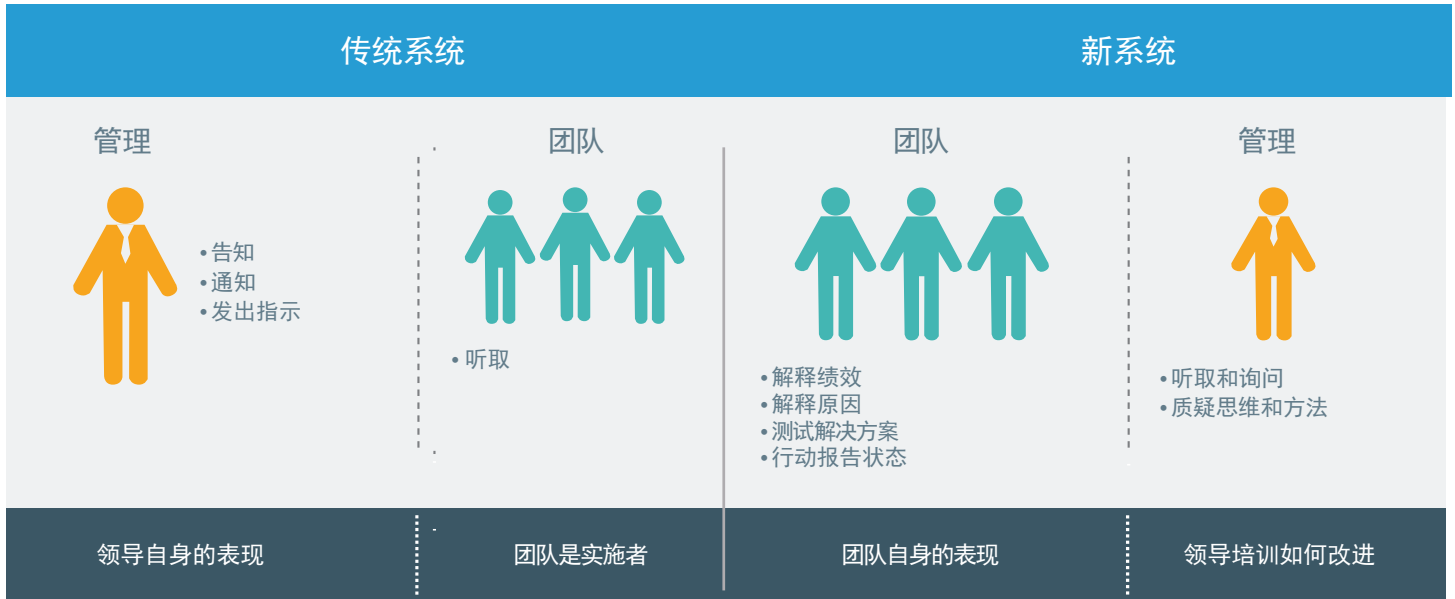 传统系统
新系统
管理
团队
团队
管理
•告知
•通知
•发出指示
• 听取
•解释绩效
•解释原因
•测试解决方案
•行动报告状态
•听取和询问
•质疑思维和方法
领导自身的表现
团队是实施者
团队自身的表现
领导培训如何改进